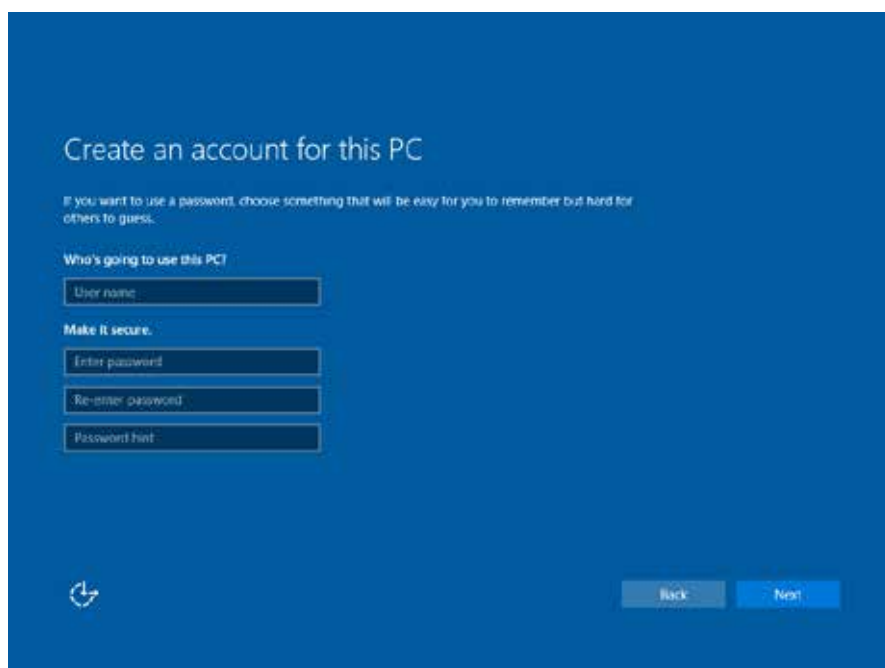 Create an account for this PC
If you want to use a password, choose something that will be easy for you to remember but hard for
others to guess.
Who's going to use this PC?
User name
Make it secure.
Enter password
Re-enter password
Password hint
Back
Next